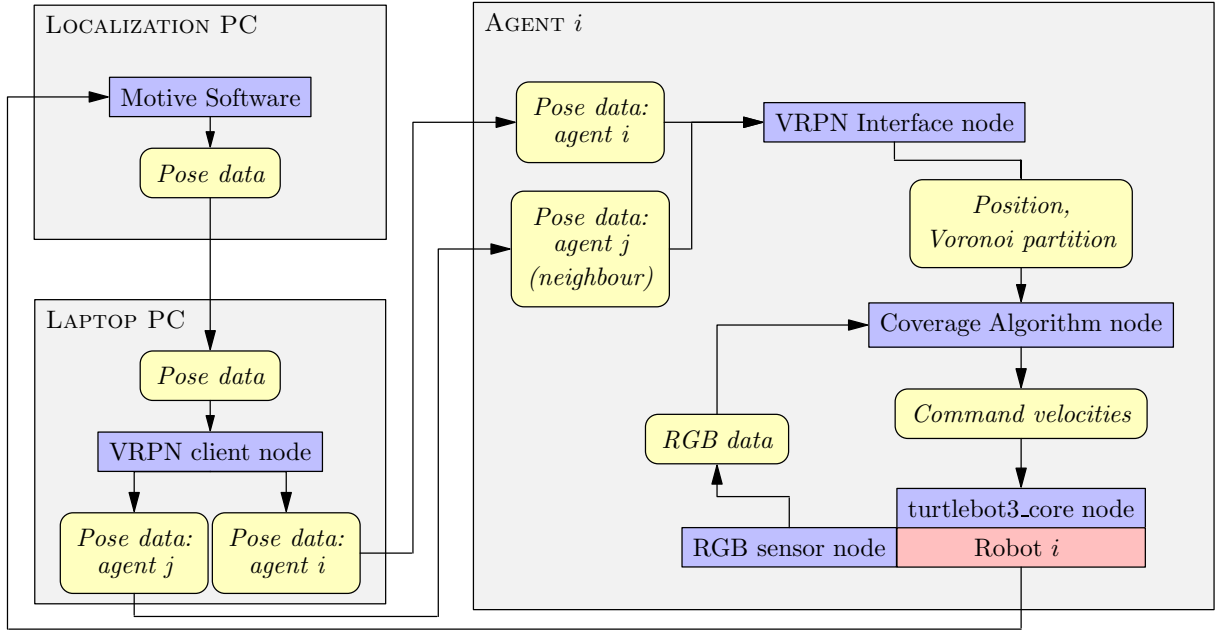 LOCALIZATION PC
Motive Software
Pose data
LAPTOP PC
Pose data
VRPN client node
Pose data:
agent j
Pose data:
agent i
AGENT i
Pose data:
agent i
VRPN Interface node
Pose data:
agent j
(neighbour)
Position,
Voronoi partition
Coverage Algorithm node
Command velocities
RGB data
turtlebot3_core node
RGB sensor node
Robot i